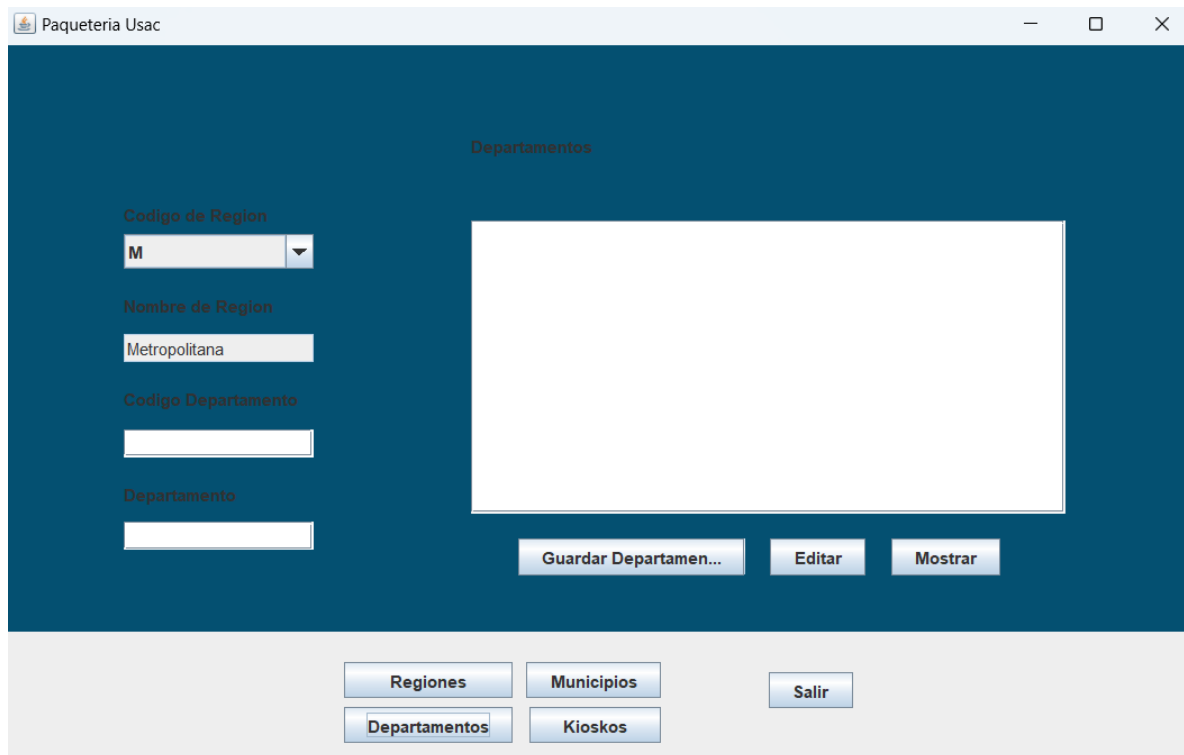 Paqueteria Usac
Departamentos
Codigo de Region
M
Nombre de Region
Metropolitana
Codigo Departamento
Departamento
Guardar Departamen...
Editar
Mostrar
Regiones
Municipios
Salir
Departamentos
Kioskos